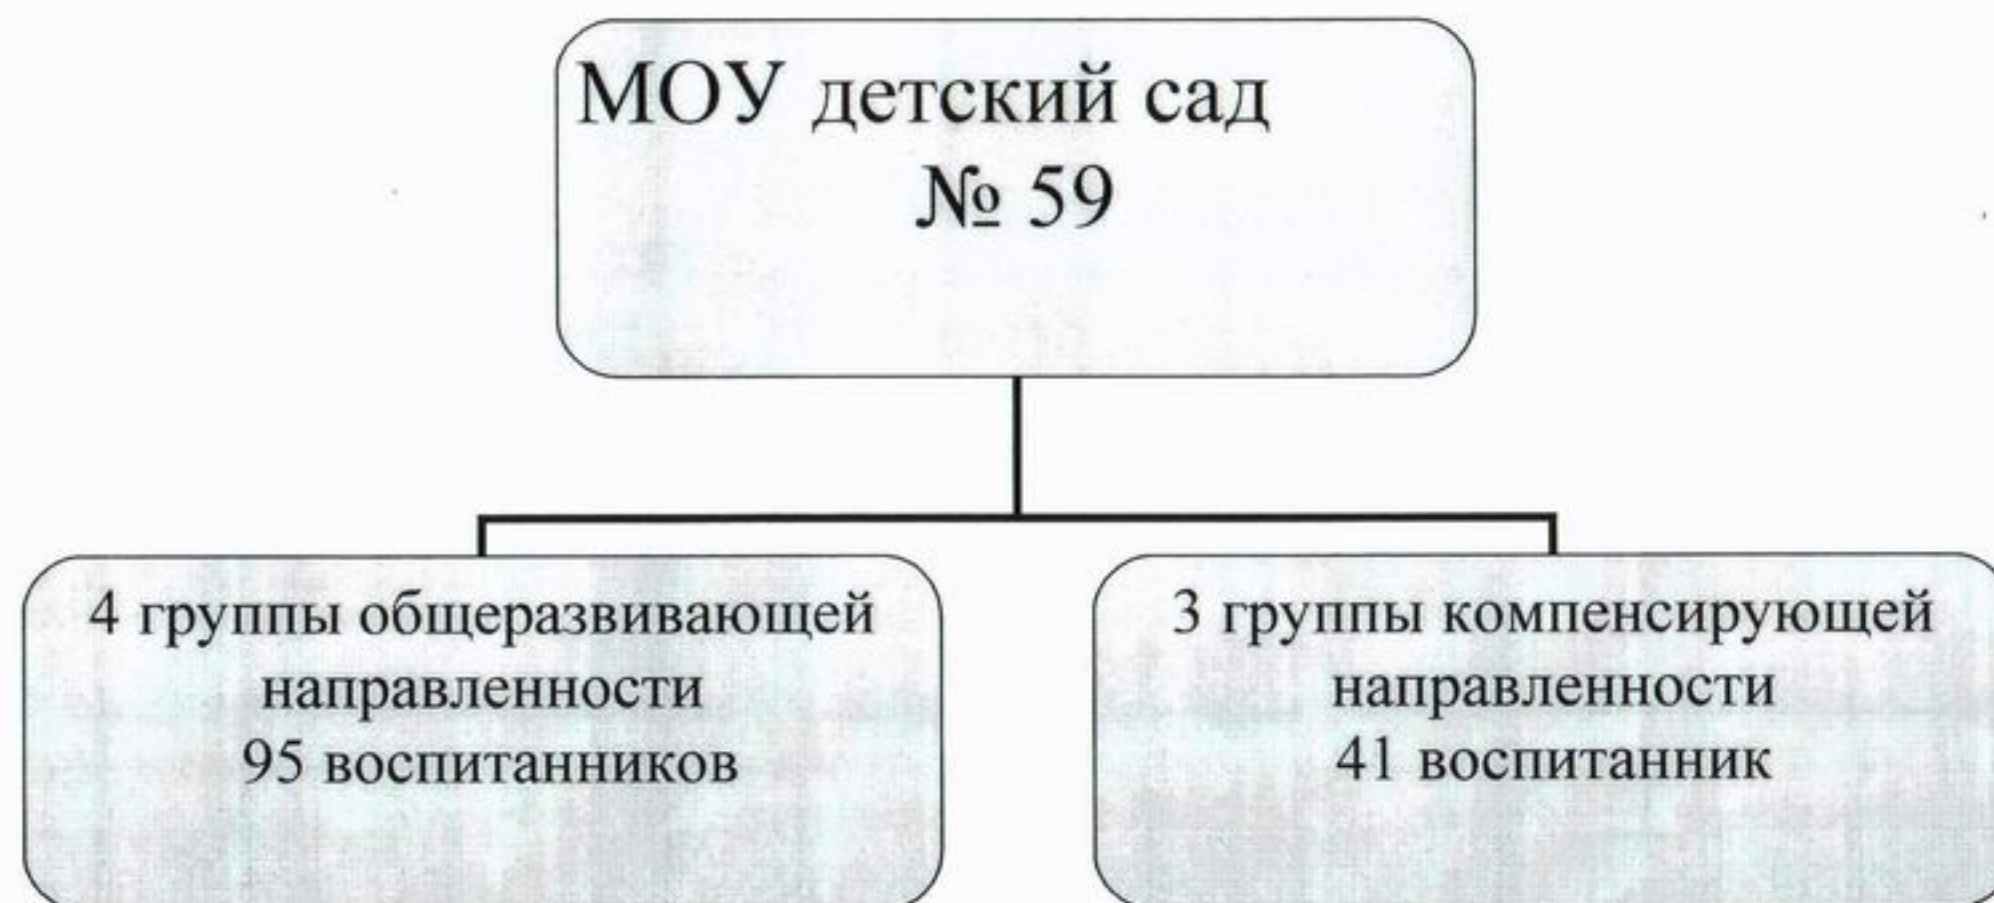 МОУ детский сад
№ 59
4 группы общеразвивающей
направленности
95 воспитанников
3 группы компенсирующей
направленности
41 воспитанник